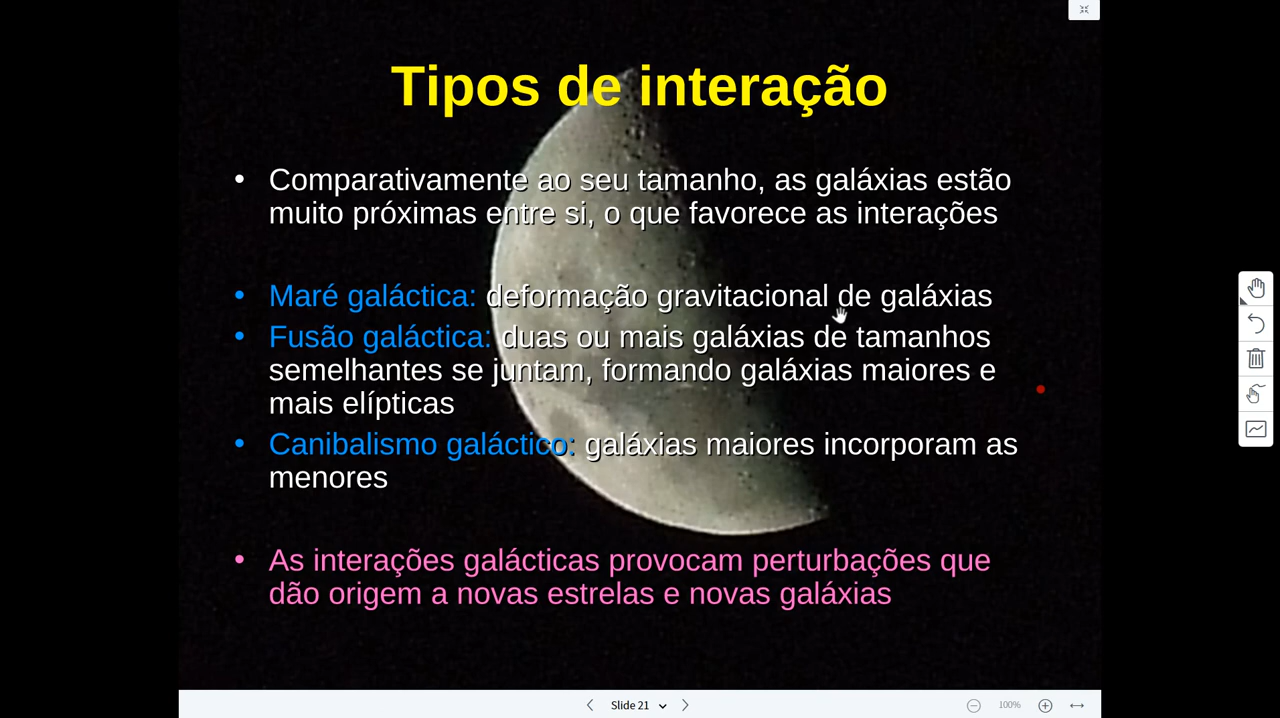 Tipos de interação
• Comparativamente ao seu tamanho, as galáxias estão
muito próximas entre si, o que favorece as interações
• Maré galáctica: deformação gravitacional de galáxias
• Fusão galáctica: duas ou mais galáxias de tamanhos
semelhantes se juntam, formando galáxias maiores e
mais elípticas
• Canibalismo galáctico: galáxias maiores incorporam as
menores
• As interações galácticas provocam perturbações que
dão origem a novas estrelas e novas galáxias
Slide 21
100%